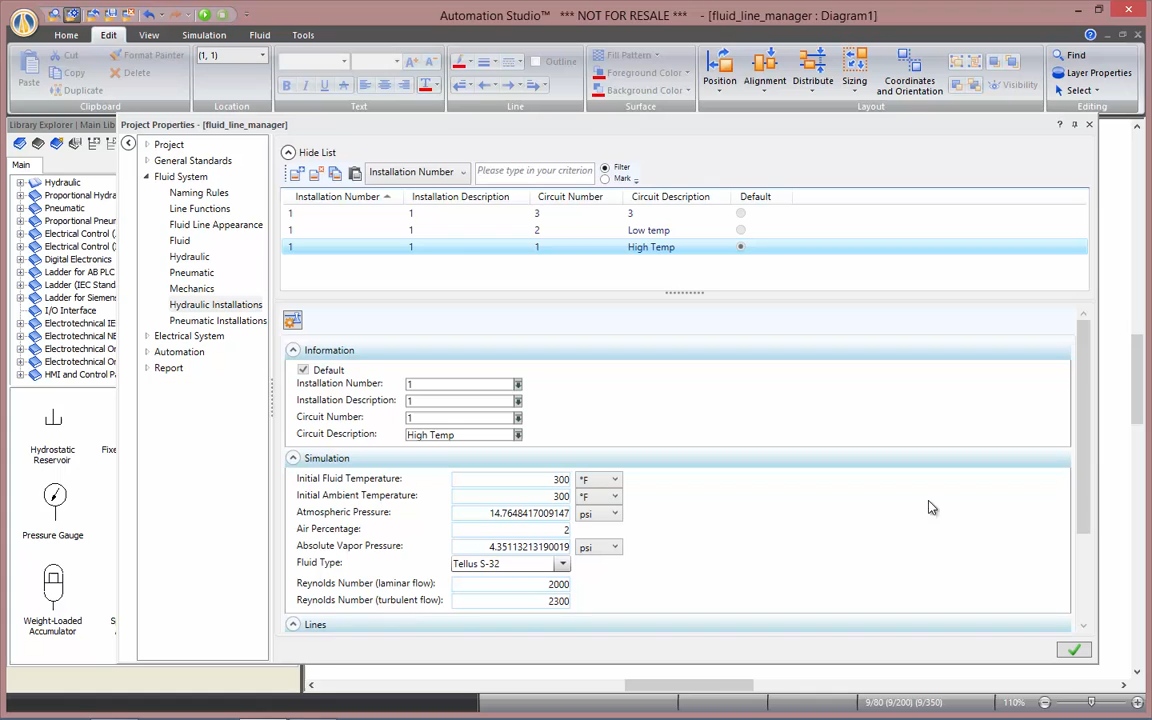 Automation Studio™ *** NOT FOR RESALE *** - [fluid_line_manager : Diagram1]
Home Edit View Simulation Fluid Tools
Paste
Cut
Copy
Duplicate
Format Painter
Delete
Clipboard
(1, 1)
Location
B I U A
Text
Outline
Line
Fill Pattern
Foreground Color
Background Color
Surface
Position
Alignment
Distribute
Sizing
Coordinates
and Orientation
Visibility
Layout
Find
Layer Properties
Select
Editing
Library Explorer | Main Lib
Main
Hydraulic
Proportional Hydra
Pneumatic
Proportional Pneu
Electrical Control (
Electrical Control (
Digital Electronics
Ladder for AB PLC
Ladder (IEC Stand
Ladder for Siemens
I/O Interface
Electrotechnical IE
Electrotechnical NE
Electrotechnical On
Electrotechnical On
HMI and Control Pa
Hydrostatic
Reservoir
Fixe
Pressure Gauge
Weight-Loaded
Accumulator
Project Properties - [fluid_line_manager]
Project
General Standards
Fluid System
Naming Rules
Line Functions
Fluid Line Appearance
Fluid
Hydraulic
Pneumatic
Mechanics
Hydraulic Installations
Pneumatic Installations
Electrical System
Automation
Report
Hide List
Installation Number
Please type in your criterion
Filter
Mark
Installation Number Installation Description Circuit Number Circuit Description Default
1 1 3 3
1 1 2 Low temp
1 1 1 High Temp
Information
Default
Installation Number: 1
Installation Description: 1
Circuit Number: 1
Circuit Description: High Temp
Simulation
Initial Fluid Temperature: 300 °F
Initial Ambient Temperature: 300 °F
Atmospheric Pressure: 14.7648417009147 psi
Air Percentage: 2
Absolute Vapor Pressure: 4.35113213190019 psi
Fluid Type: Tellus S-32
Reynolds Number (laminar flow): 2000
Reynolds Number (turbulent flow): 2300
Lines
9/80 (9/200) (9/350) 110%